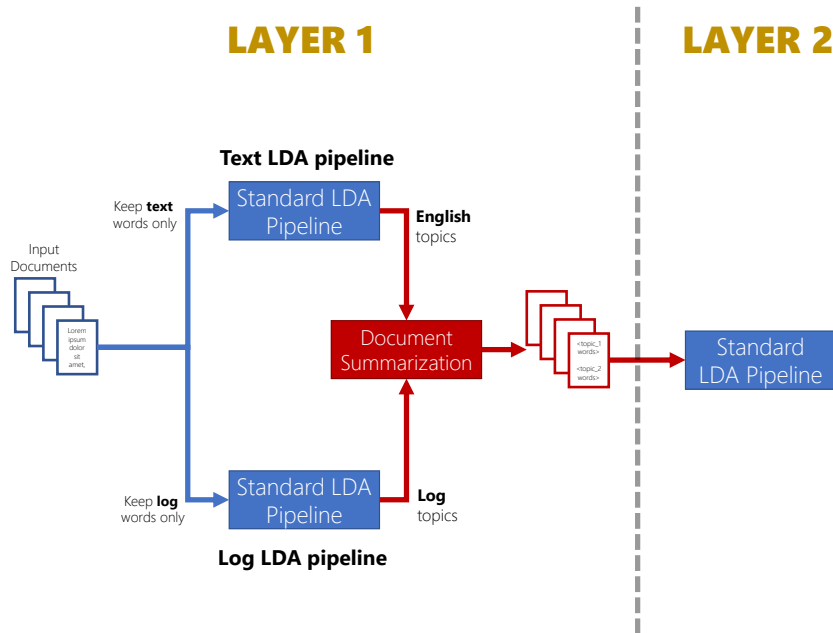 LAYER 1
LAYER 2
Text LDA pipeline
Keep text
words only
Standard LDA
Pipeline
English
topics
Input
Documents
Lorem
ipsum
dolor
sit
amet,
Document
Summarization
<topic_1
words>
<topic_2
words>
Standard
LDA Pipeline
Keep log
words only
Standard LDA
Pipeline
Log
topics
Log LDA pipeline